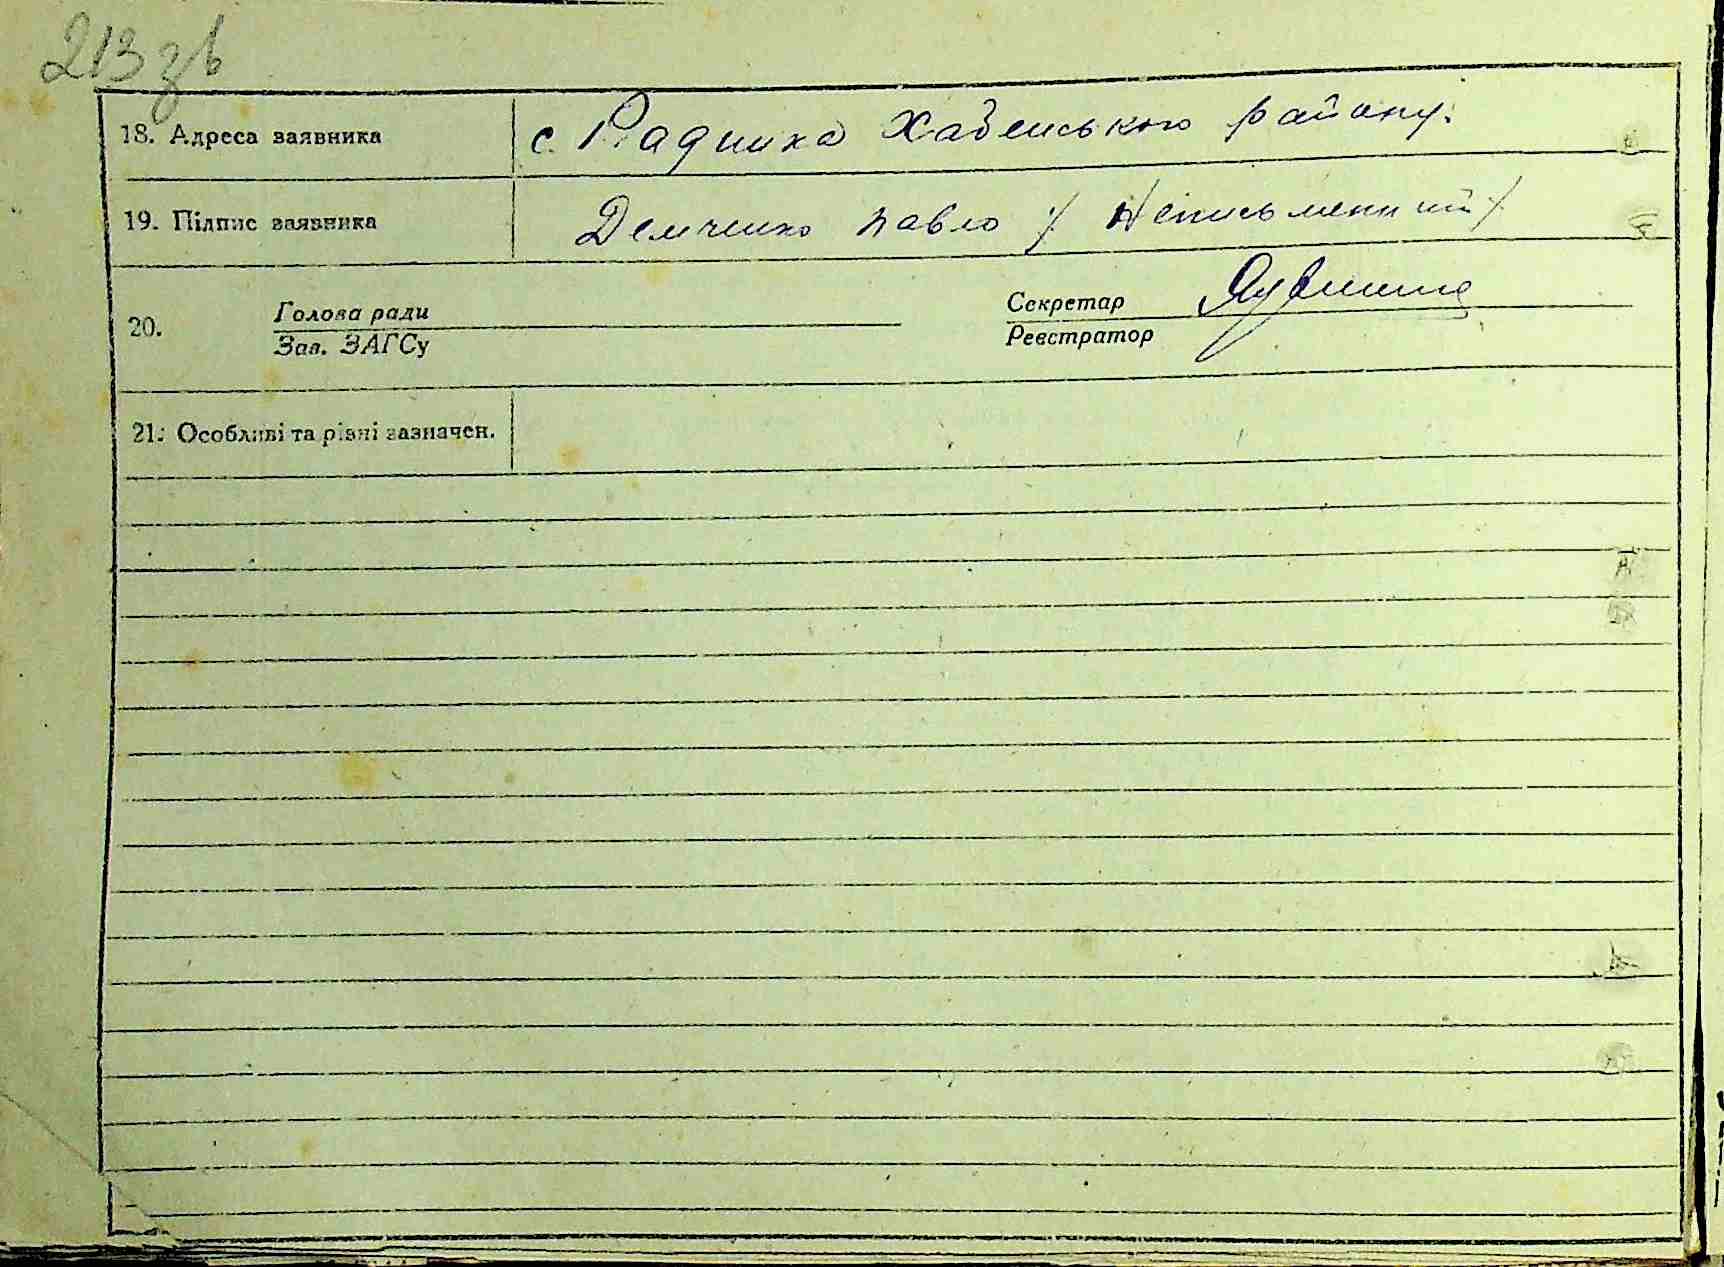 213 зв
18. Адреса заявника с. Радинка Хабенського району.
19. Підпис заявника Демченко Павло /. Неписьменний/.
20. Голова ради Секретар
Зав. ЗАГСу Реєстратор
21. Особливі та різні зазначен.